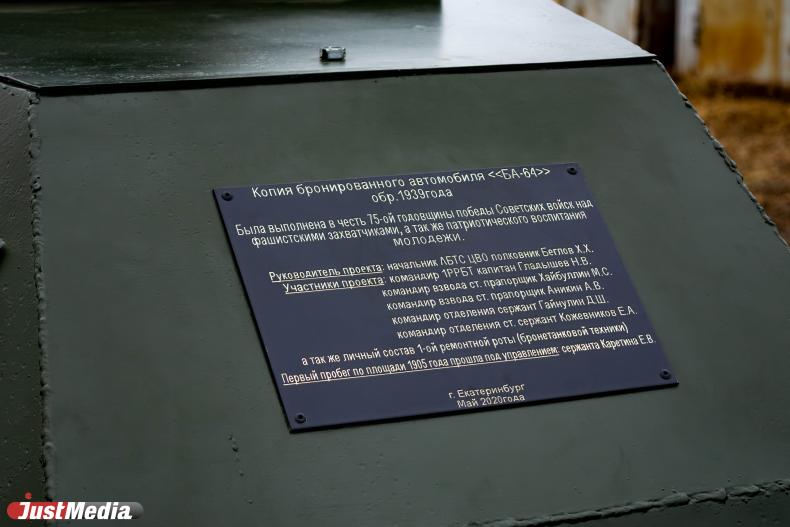 Копия бронированного автомобиля <<БА-64>>
обр.1939года
Была выполнена в честь 75-ой годовщины победы Советских войск над
фашистскими захватчиками, а так же патриотического воспитания
молодежи.
Руководитель проекта: начальник ЛБТС ЦВО полковник Беглов Х.Х.
Участники проекта: командир 1РРБТ капитан Гладышев Н.В.
командир взвода ст. прапорщик Хайбуллин М.С.
командир взвода ст. прапорщик Аникин А.В.
командир отделения сержант Гайнулин Д.Ш.
командир отделения ст. сержант Кожевников Е.А.
а так же личный состав 1-ой ремонтной роты (бронетанковой техники)
Первый пробег по площади 1905 года прошла под управлением: сержанта Каретина Е.В.
г. Екатеринбург
Май 2020года
JustMedia